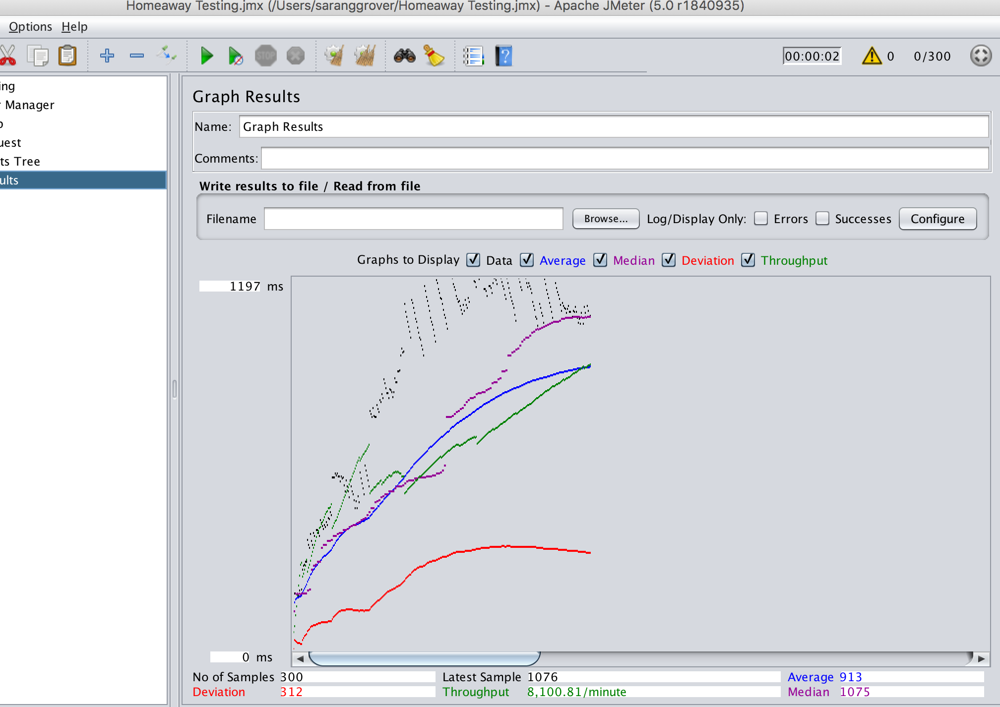 Homeaway Testing.jmx (/Users/saranggrover/Homeaway Testing.jmx) - Apache JMeter (5.0 r1840935)
Options Help
STOP ? 00:00:02 0 0/300
ing
r Manager
p
uest
ts Tree
ults
Graph Results
Name: Graph Results
Comments:
Write results to file / Read from file
Filename Browse... Log/Display Only: Errors Successes Configure
Graphs to Display Data Average Median Deviation Throughput
1197 ms
0 ms
No of Samples 300 Latest Sample 1076 Average 913
Deviation 312 Throughput 8,100.81/minute Median 1075